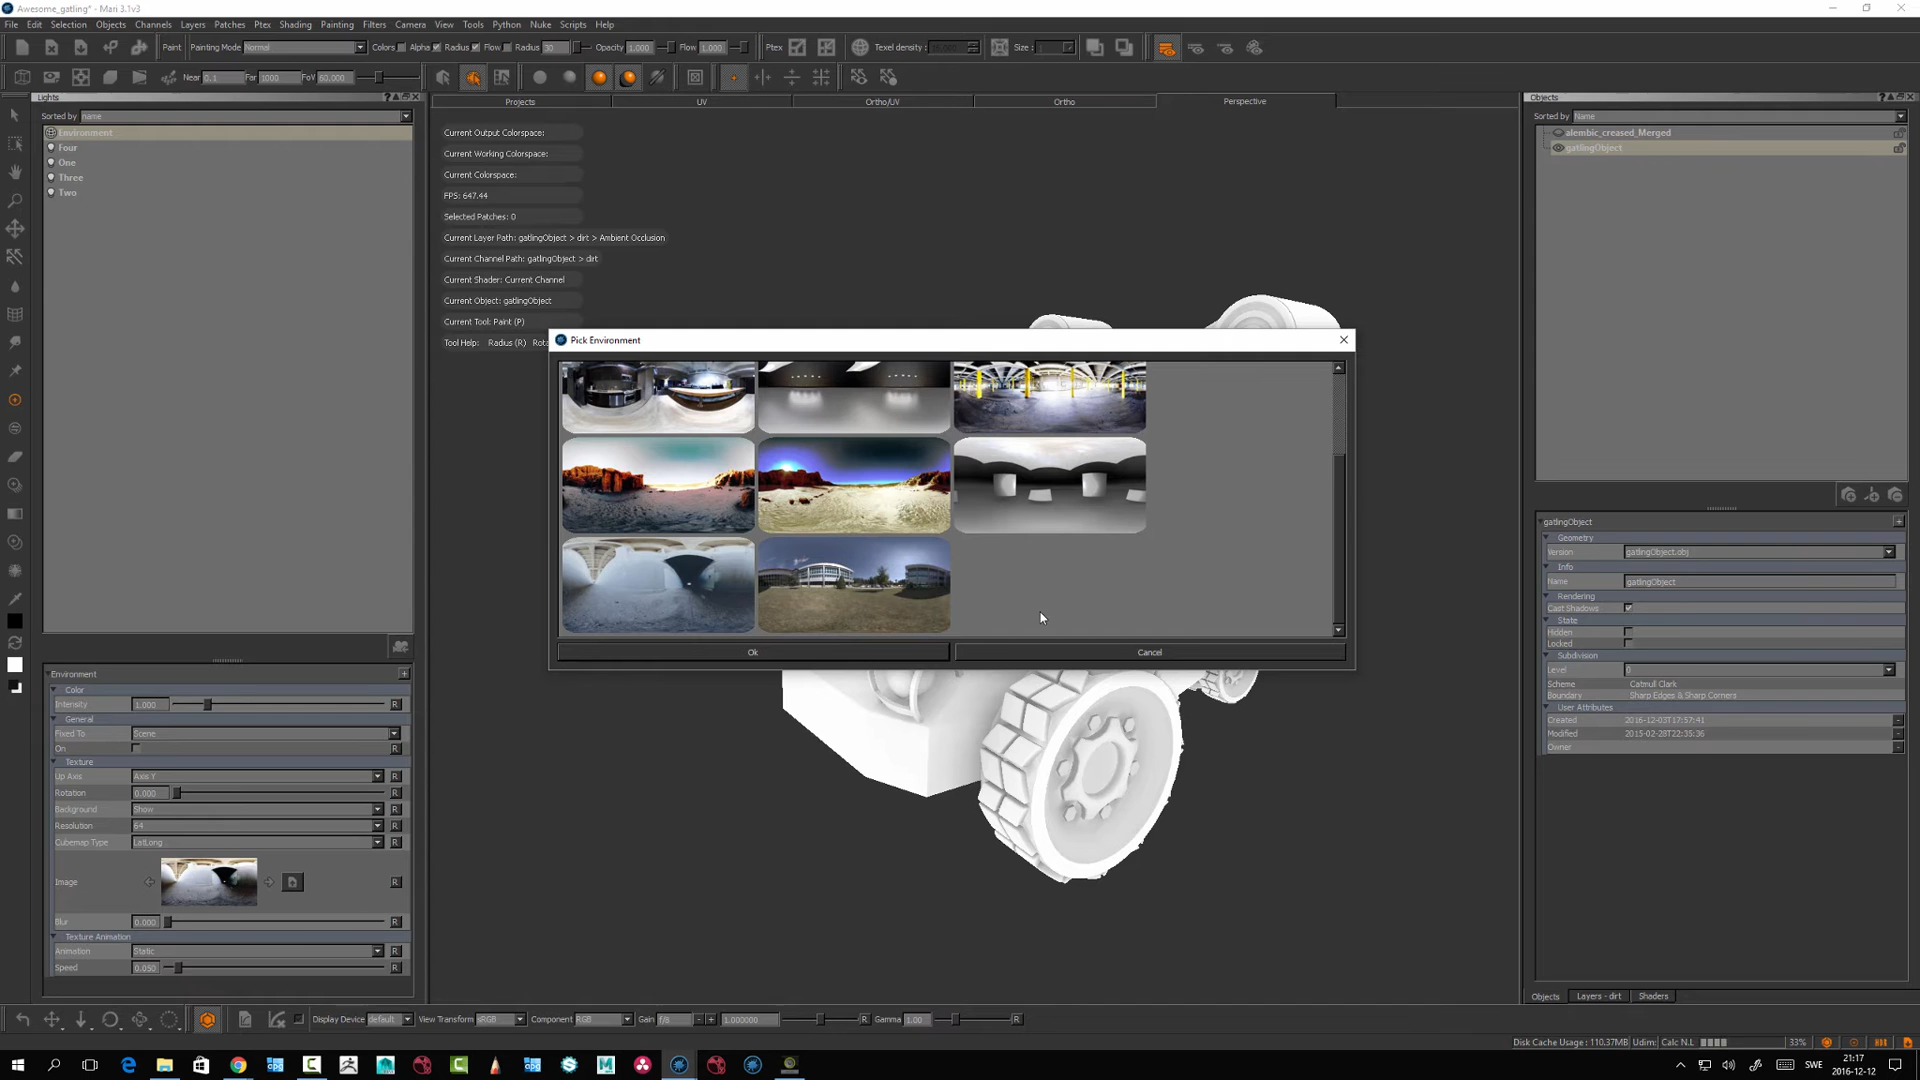 Awesome_gatling* - Mari 3.1v3
File Edit Selection Objects Channels Layers Patches Ptex Shading Painting Filters Camera View Tools Python Nuke Scripts Help
Paint Painting Mode Normal Colors Alpha Radius Flow Radius 30 Opacity 1.000 Flow 1.000 Ptex Texel density: Size: 1
Near 0.1 Far 1000 FoV 60.000
Lights
Sorted by name
Environment
Four
One
Three
Two
Projects UV Ortho/UV Ortho Perspective
Current Output Colorspace:
Current Working Colorspace:
Current Colorspace:
FPS: 647.44
Selected Patches: 0
Current Layer Path: gatlingObject > dirt > Ambient Occlusion
Current Channel Path: gatlingObject > dirt
Current Shader: Current Channel
Current Object: gatlingObject
Current Tool: Paint (P)
Tool Help: Radius (R) Rota
Pick Environment
Ok Cancel
Objects
Sorted by Name
alembic_creased_Merged
gatlingObject
gatlingObject
Geometry
Version gatlingObject.obj
Info
Name gatlingObject
Rendering
Cast Shadows
State
Hidden
Locked
Subdivision
Level 0
Scheme Catmull Clark
Boundary Sharp Edges & Sharp Corners
User Attributes
Created 2016-12-03T17:57:41
Modified 2015-02-28T22:35:36
Owner
Objects Layers - dirt Shaders
Environment
Color
Intensity 1.000 R
General
Fixed To Scene R
On R
Texture
Up Axis Axis Y R
Rotation 0.000 R
Background Show R
Resolution 64 R
Cubemap Type LatLong R
Image R
Blur 0.000 R
Texture Animation
Animation Static R
Speed 0.050 R
Display Device default View Transform sRGB Component RGB Gain f/8 - + 1.000000 R Gamma 1.00 R
Disk Cache Usage : 110.37MB Udim: Calc N.L 33%
SWE 21:17
2016-12-12